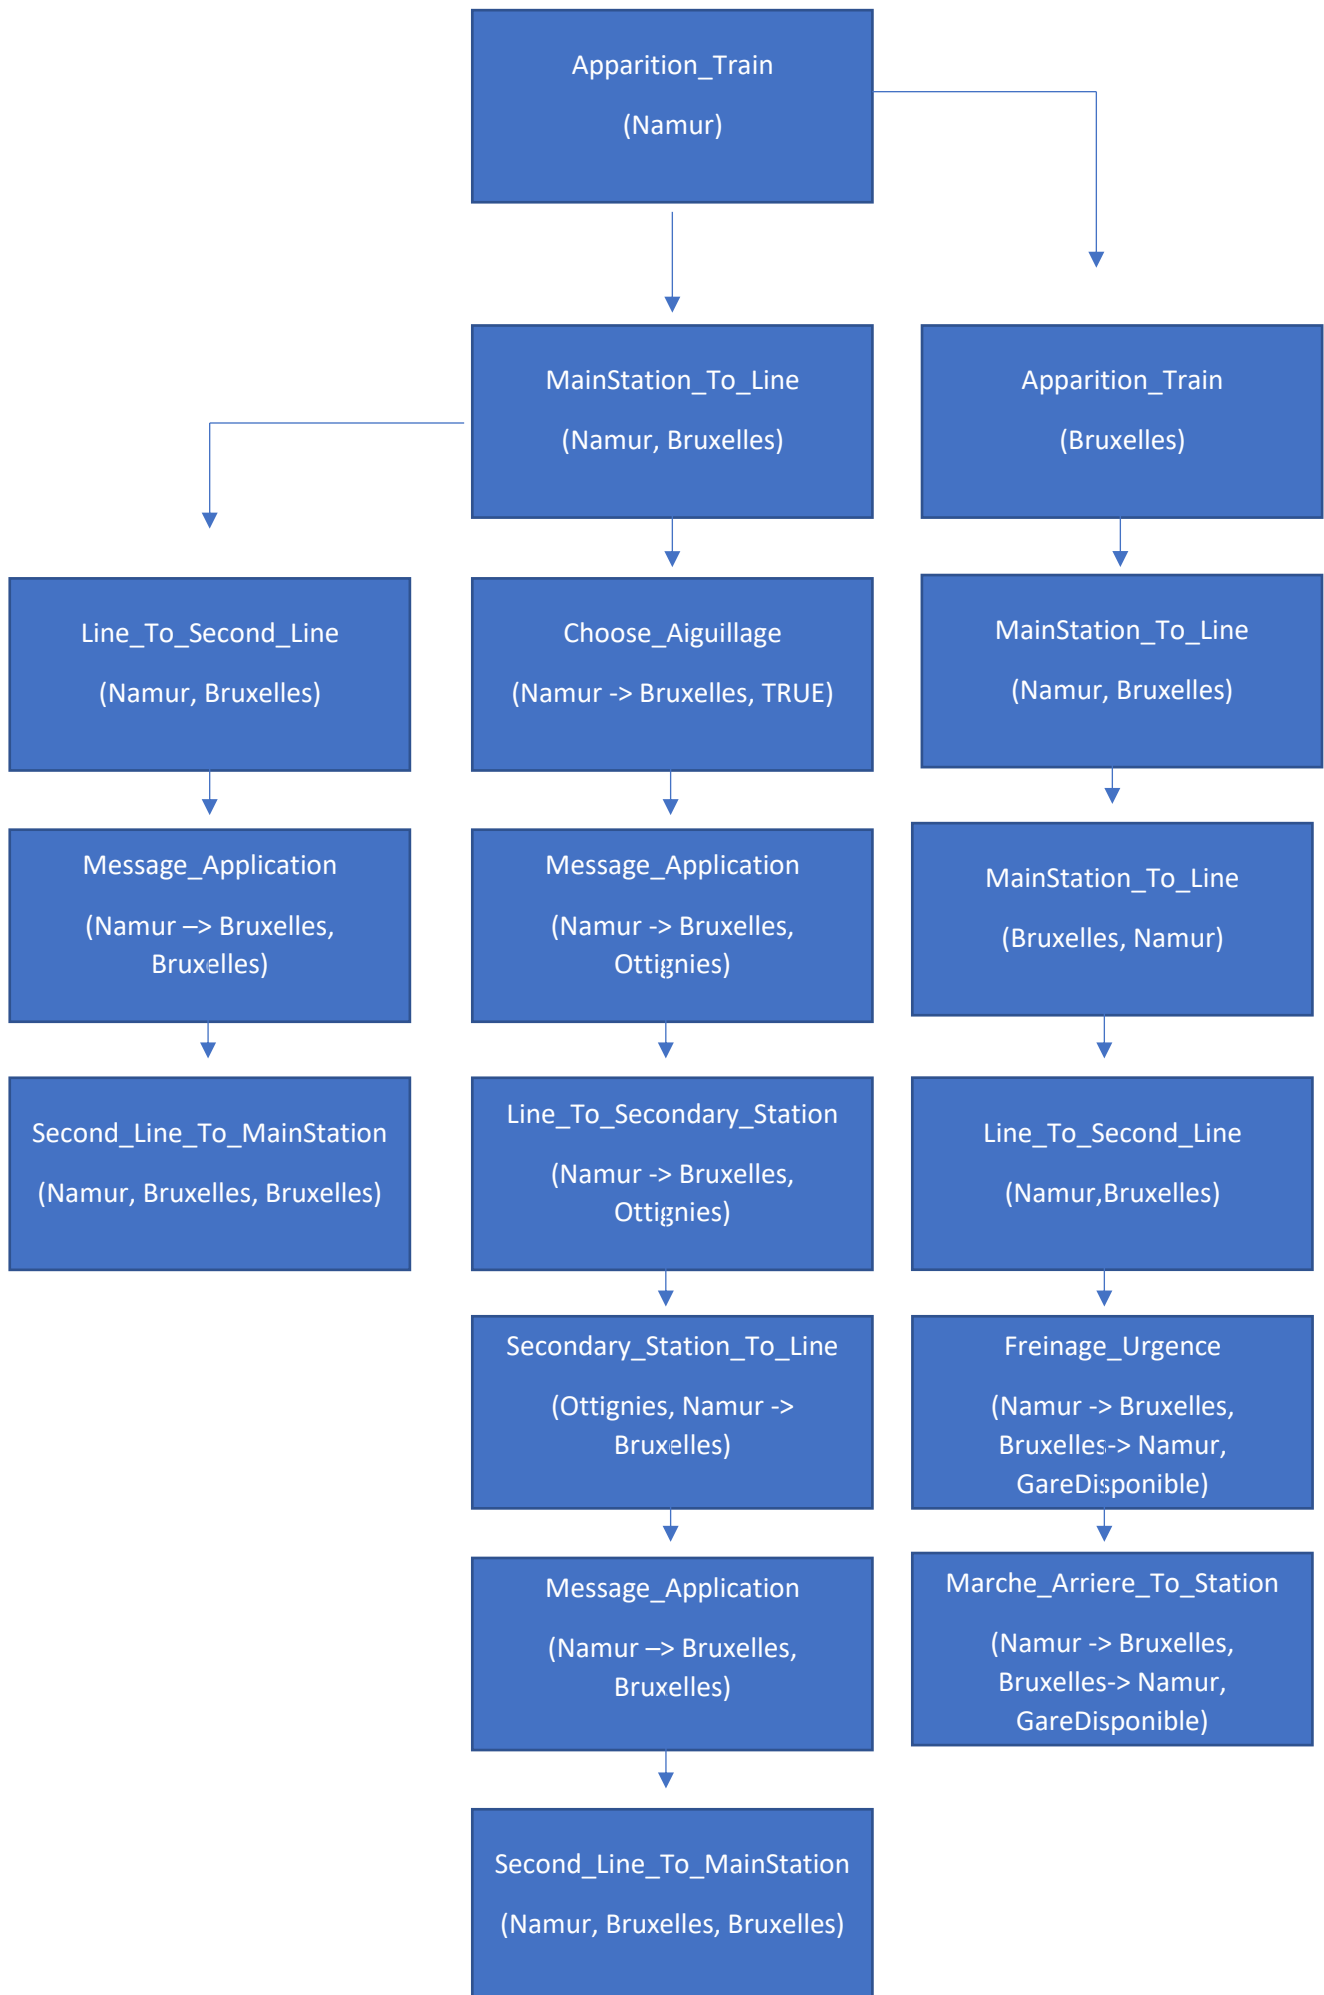 Apparition_Train
(Namur)
MainStation_To_Line
(Namur, Bruxelles)
Apparition_Train
(Bruxelles)
Line_To_Second_Line
(Namur, Bruxelles)
Choose_Aiguillage
(Namur -> Bruxelles, TRUE)
MainStation_To_Line
(Namur, Bruxelles)
Message_Application
(Namur –> Bruxelles,
Bruxelles)
Message_Application
(Namur -> Bruxelles,
Ottignies)
MainStation_To_Line
(Bruxelles, Namur)
Second_Line_To_MainStation
(Namur, Bruxelles, Bruxelles)
Line_To_Secondary_Station
(Namur -> Bruxelles,
Ottignies)
Line_To_Second_Line
(Namur,Bruxelles)
Secondary_Station_To_Line
(Ottignies, Namur ->
Bruxelles)
Freinage_Urgence
(Namur -> Bruxelles,
Bruxelles-> Namur,
GareDisponible)
Message_Application
(Namur –> Bruxelles,
Bruxelles)
Marche_Arriere_To_Station
(Namur -> Bruxelles,
Bruxelles-> Namur,
GareDisponible)
Second_Line_To_MainStation
(Namur, Bruxelles, Bruxelles)